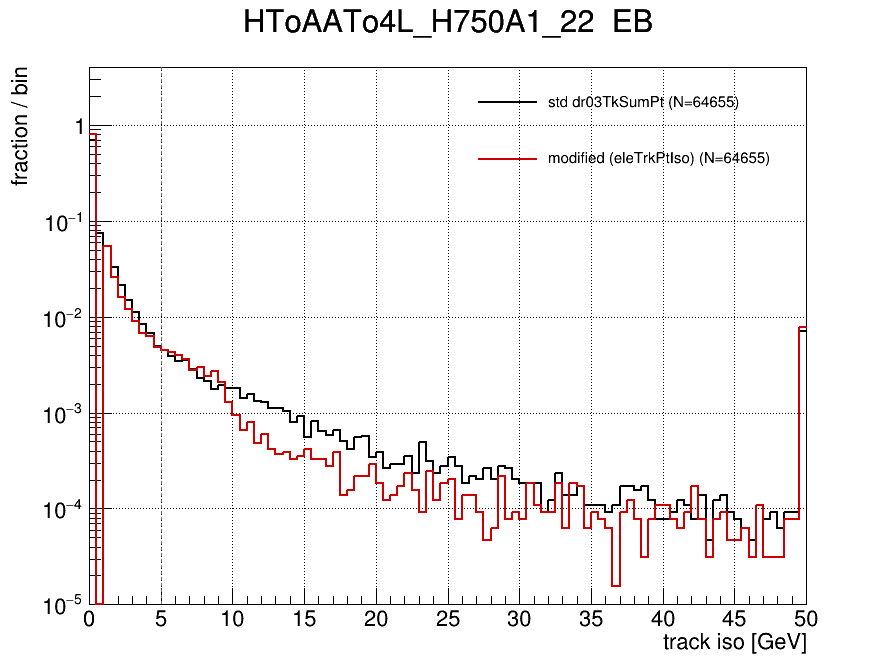 HToAATo4L_H750A1_22 EB
fraction / bin
std dr03TkSumPt (N=64655)
modified (eleTrkPtIso) (N=64655)
1
10−1
10−2
10−3
10−4
10−5
0 5 10 15 20 25 30 35 40 45 50
track iso [GeV]